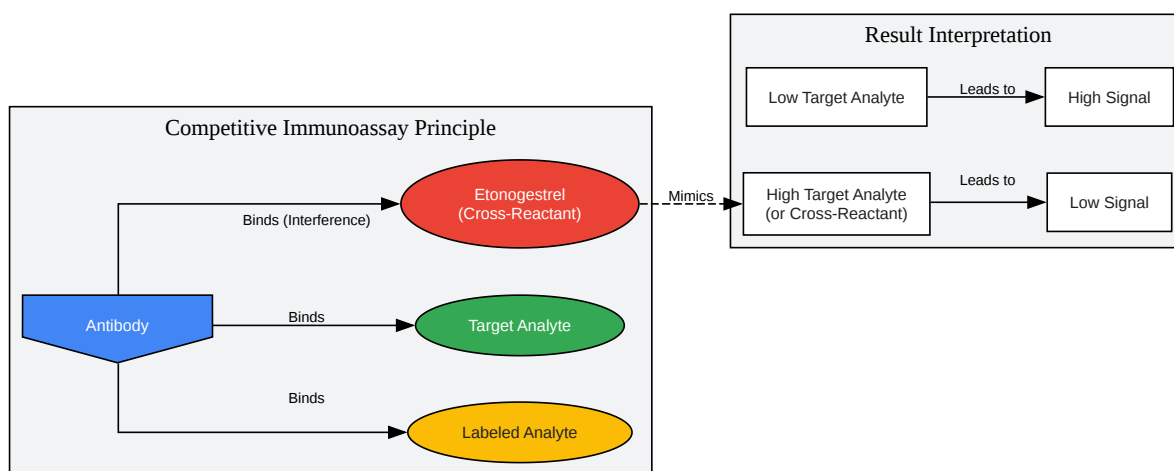 Result Interpretation
Low Target Analyte
Leads to
High Signal
High Target Analyte
(or Cross-Reactant)
Leads to
Low Signal
Competitive Immunoassay Principle
Etonogestrel
(Cross-Reactant)
Mimics
Binds (Interference)
Antibody
Binds
Target Analyte
Binds
Labeled Analyte